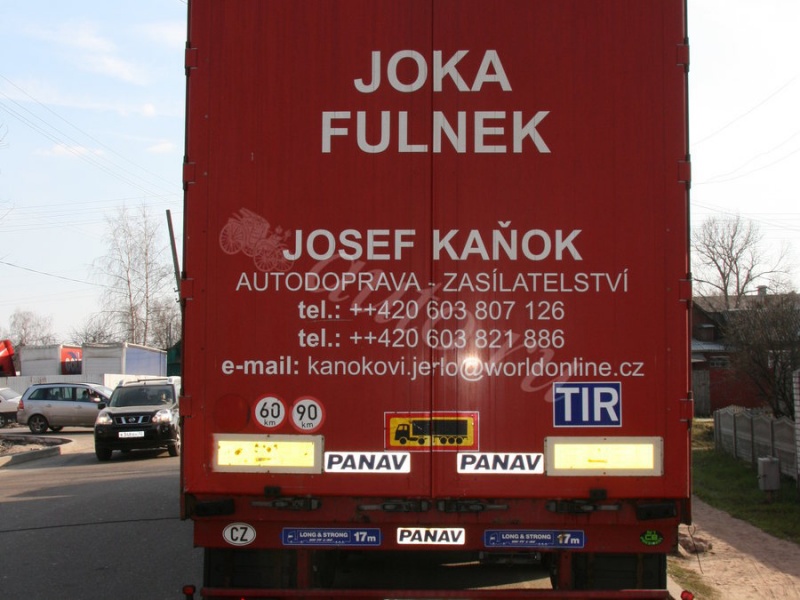 JOKA
FULNEK
JOSEF KAŇOK
AUTODOPRAVA - ZASÍLATELSTVÍ
tel.: ++420 603 807 126
tel.: ++420 603 821 886
e-mail: kanokovi.jerlo@worldonline.cz
60 km
90 km
TIR
PANAV
PANAV
CZ
LONG & STRONG 17m
PANAV
LONG & STRONG 17m